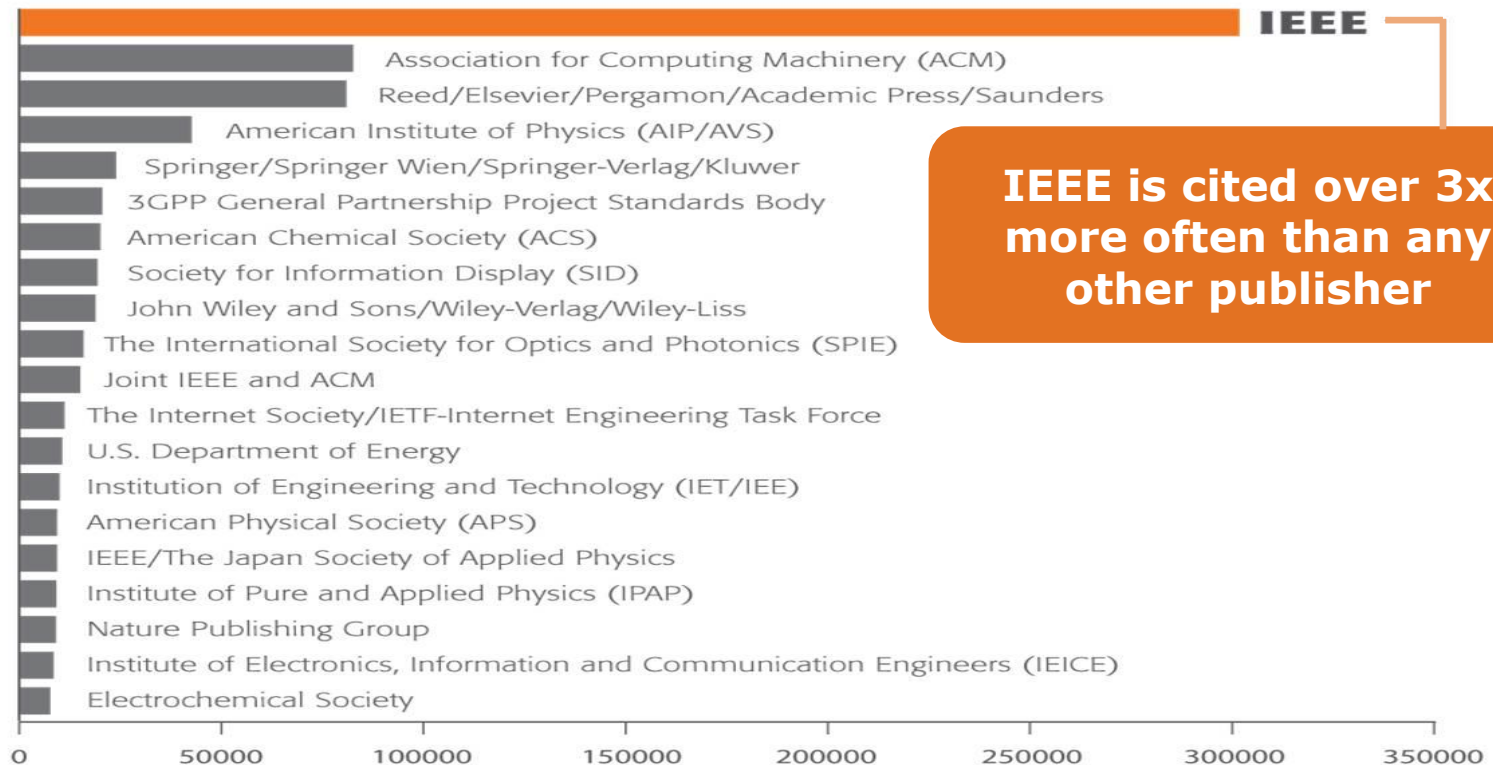 IEEE
Association for Computing Machinery (ACM)
Reed/Elsevier/Pergamon/Academic Press/Saunders
American Institute of Physics (AIP/AVS)
Springer/Springer Wien/Springer-Verlag/Kluwer
3GPP General Partnership Project Standards Body
American Chemical Society (ACS)
Society for Information Display (SID)
John Wiley and Sons/Wiley-Verlag/Wiley-Liss
The International Society for Optics and Photonics (SPIE)
Joint IEEE and ACM
The Internet Society/IETF-Internet Engineering Task Force
U.S. Department of Energy
Institution of Engineering and Technology (IET/IEE)
American Physical Society (APS)
IEEE/The Japan Society of Applied Physics
Institute of Pure and Applied Physics (IPAP)
Nature Publishing Group
Institute of Electronics, Information and Communication Engineers (IEICE)
Electrochemical Society
IEEE is cited over 3x
more often than any
other publisher
0 50000 100000 150000 200000 250000 300000 350000